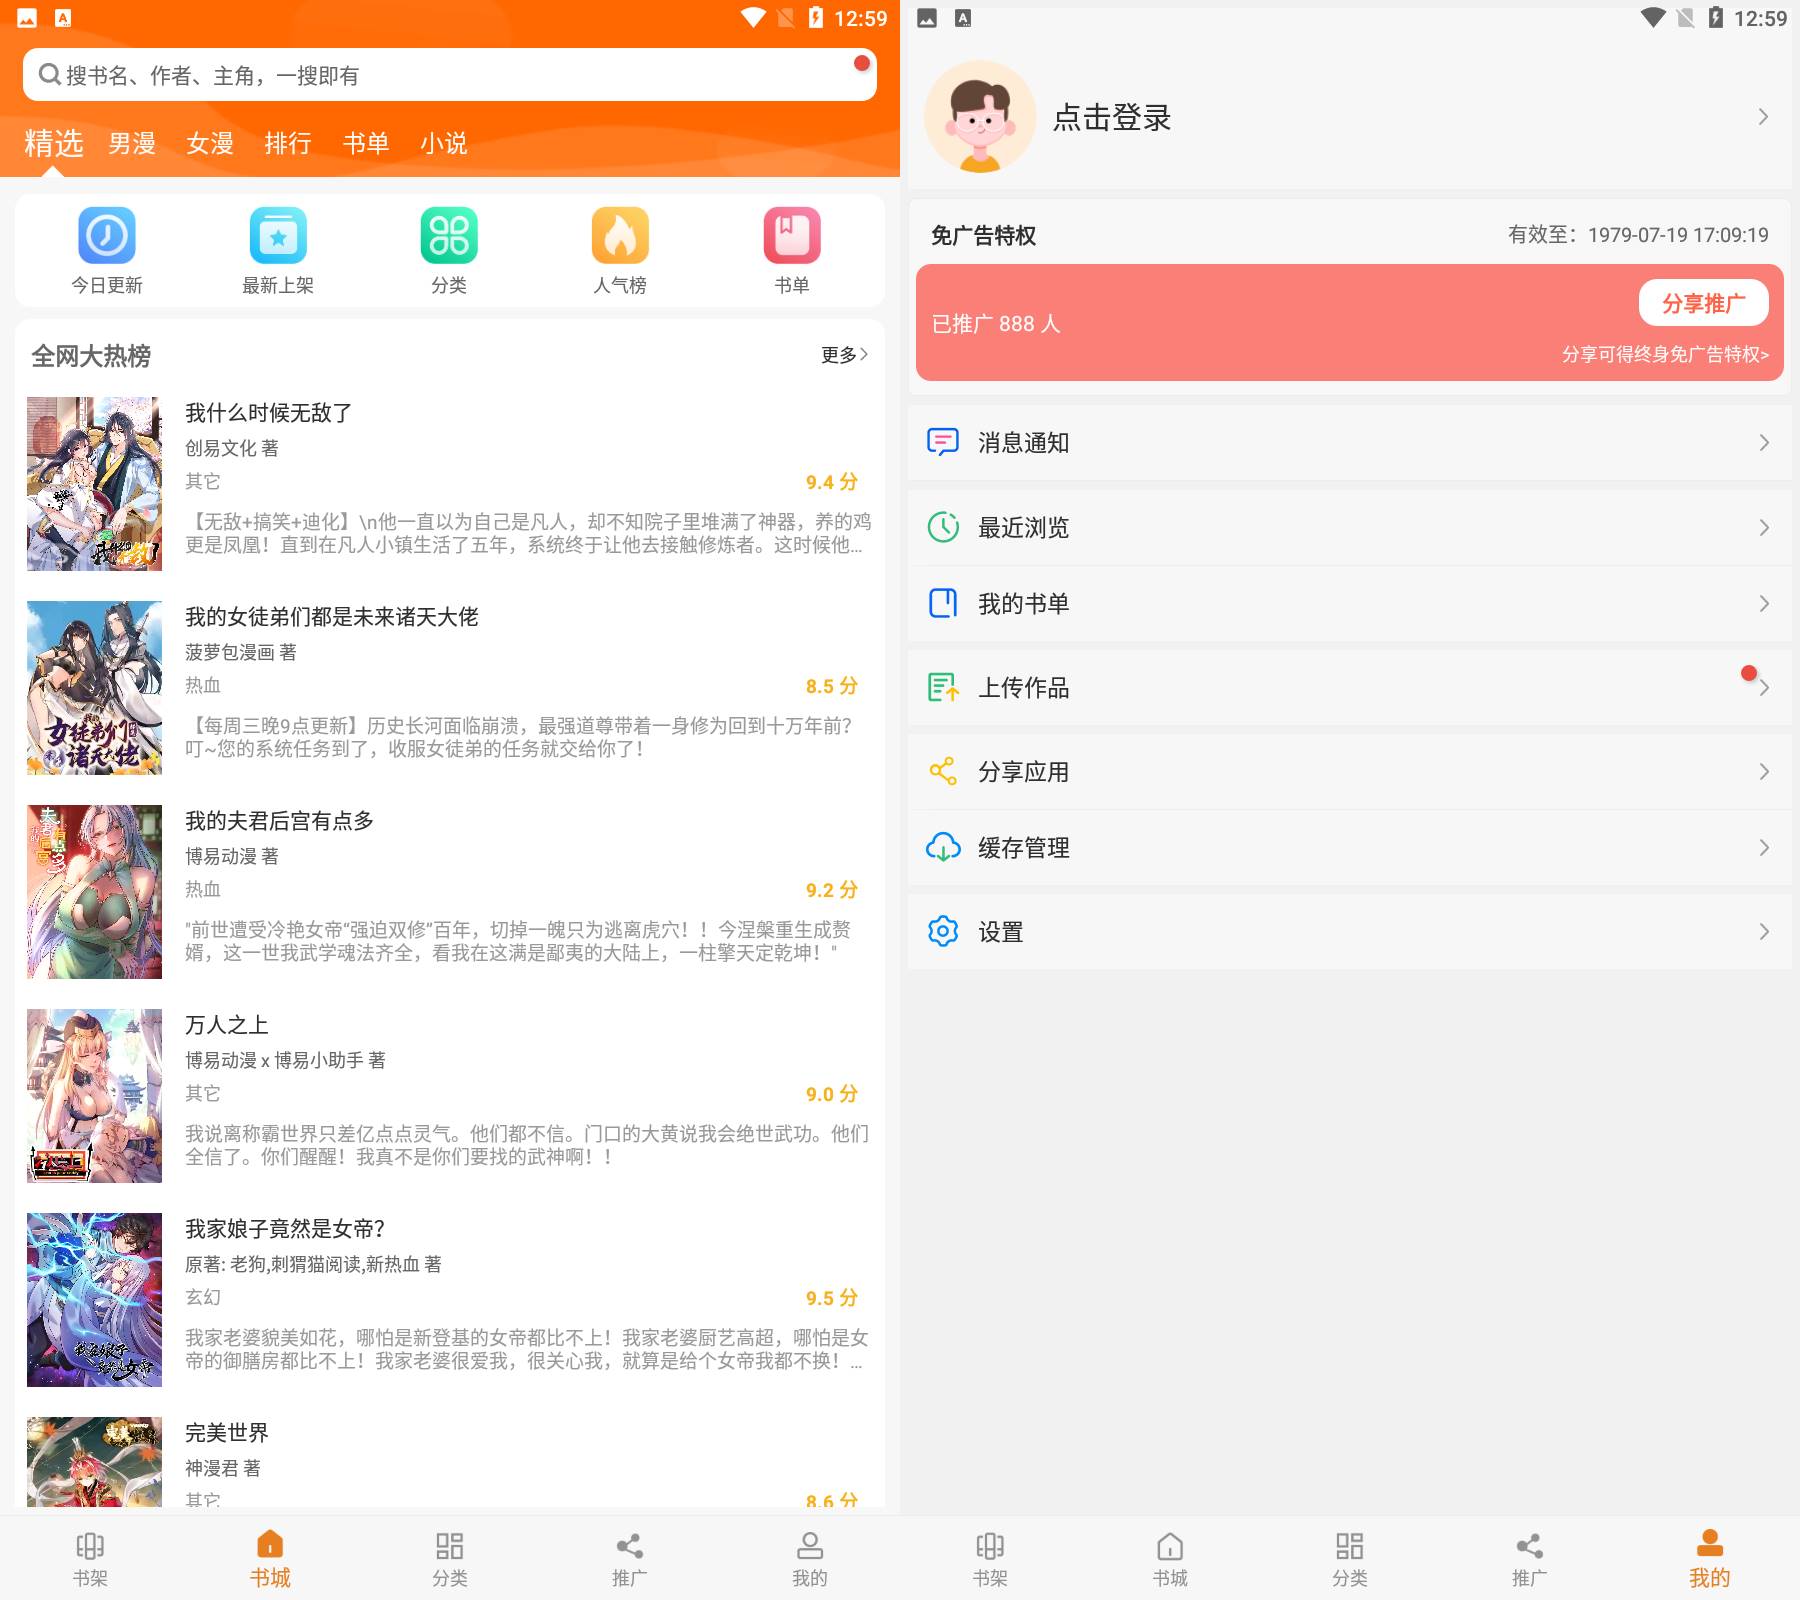 12:59
搜书名、作者、主角，一搜即有
精选 男漫 女漫 排行 书单 小说
今日更新 最新上架 分类 人气榜 书单
全网大热榜 更多
我什么时候无敌了
创易文化 著
其它 9.4 分
【无敌+搞笑+迪化】\n他一直以为自己是凡人，却不知院子里堆满了神器，养的鸡
更是凤凰！直到在凡人小镇生活了五年，系统终于让他去接触修炼者。这时候他...
我的女徒弟们都是未来诸天大佬
菠萝包漫画 著
热血 8.5 分
【每周三晚9点更新】历史长河面临崩溃，最强道尊带着一身修为回到十万年前？
叮~您的系统任务到了，收服女徒弟的任务就交给你了！
女徒弟们
诸天大佬
我的夫君后宫有点多
博易动漫 著
热血 9.2 分
"前世遭受冷艳女帝“强迫双修”百年，切掉一魄只为逃离虎穴！！今涅槃重生成赘
婿，这一世我武学魂法齐全，看我在这满是鄙夷的大陆上，一柱擎天定乾坤！"
万人之上
博易动漫 x 博易小助手 著
其它 9.0 分
我说离称霸世界只差亿点点灵气。他们都不信。门口的大黄说我会绝世武功。他们
全信了。你们醒醒！我真不是你们要找的武神啊！！
我家娘子竟然是女帝？
原著: 老狗,刺猬猫阅读,新热血 著
玄幻 9.5 分
我家老婆貌美如花，哪怕是新登基的女帝都比不上！我家老婆厨艺高超，哪怕是女
帝的御膳房都比不上！我家老婆很爱我，很关心我，就算是给个女帝我都不换！...
完美世界
神漫君 著
其它 8.6 分
书架 书城 分类 推广 我的
12:59
点击登录
免广告特权 有效至：1979-07-19 17:09:19
分享推广
已推广 888 人
分享可得终身免广告特权>
消息通知
最近浏览
我的书单
上传作品
分享应用
缓存管理
设置
书架 书城 分类 推广 我的